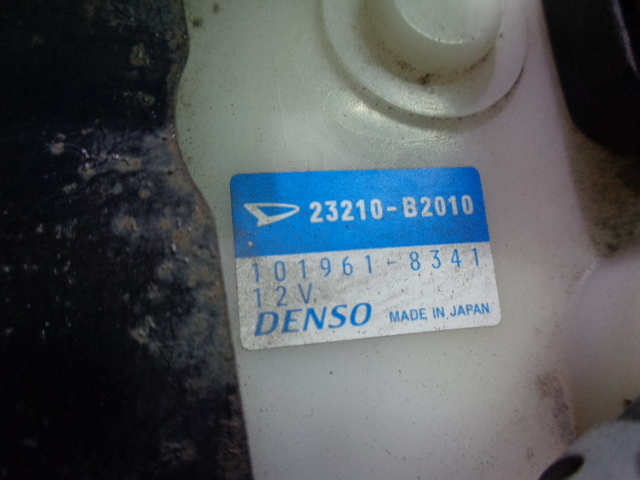 23210-B2010
101961-8341
12V
DENSO MADE IN JAPAN